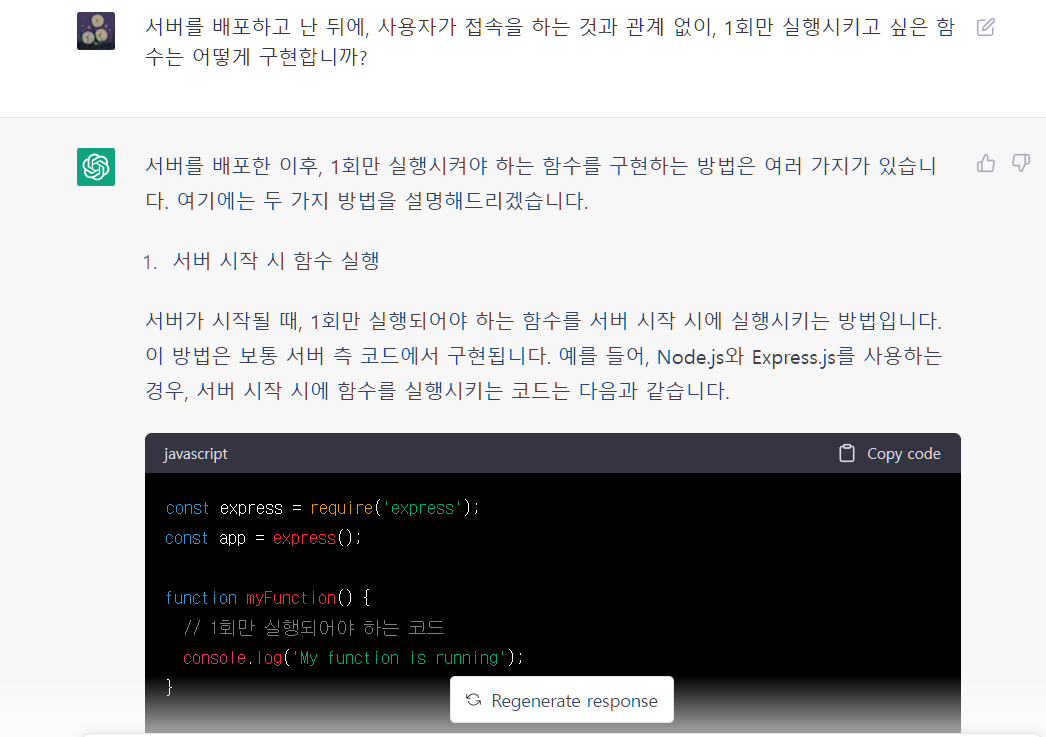 서버를 배포하고 난 뒤에, 사용자가 접속을 하는 것과 관계 없이, 1회만 실행시키고 싶은 함
수는 어떻게 구현합니까?
서버를 배포한 이후, 1회만 실행시켜야 하는 함수를 구현하는 방법은 여러 가지가 있습니
다. 여기에는 두 가지 방법을 설명해드리겠습니다.
1. 서버 시작 시 함수 실행
서버가 시작될 때, 1회만 실행되어야 하는 함수를 서버 시작 시에 실행시키는 방법입니다.
이 방법은 보통 서버 측 코드에서 구현됩니다. 예를 들어, Node.js와 Express.js를 사용하는
경우, 서버 시작 시에 함수를 실행시키는 코드는 다음과 같습니다.
javascript Copy code
const express = require('express');
const app = express();
function myFunction() {
// 1회만 실행되어야 하는 코드
console.log('My function is running');
}
Regenerate response